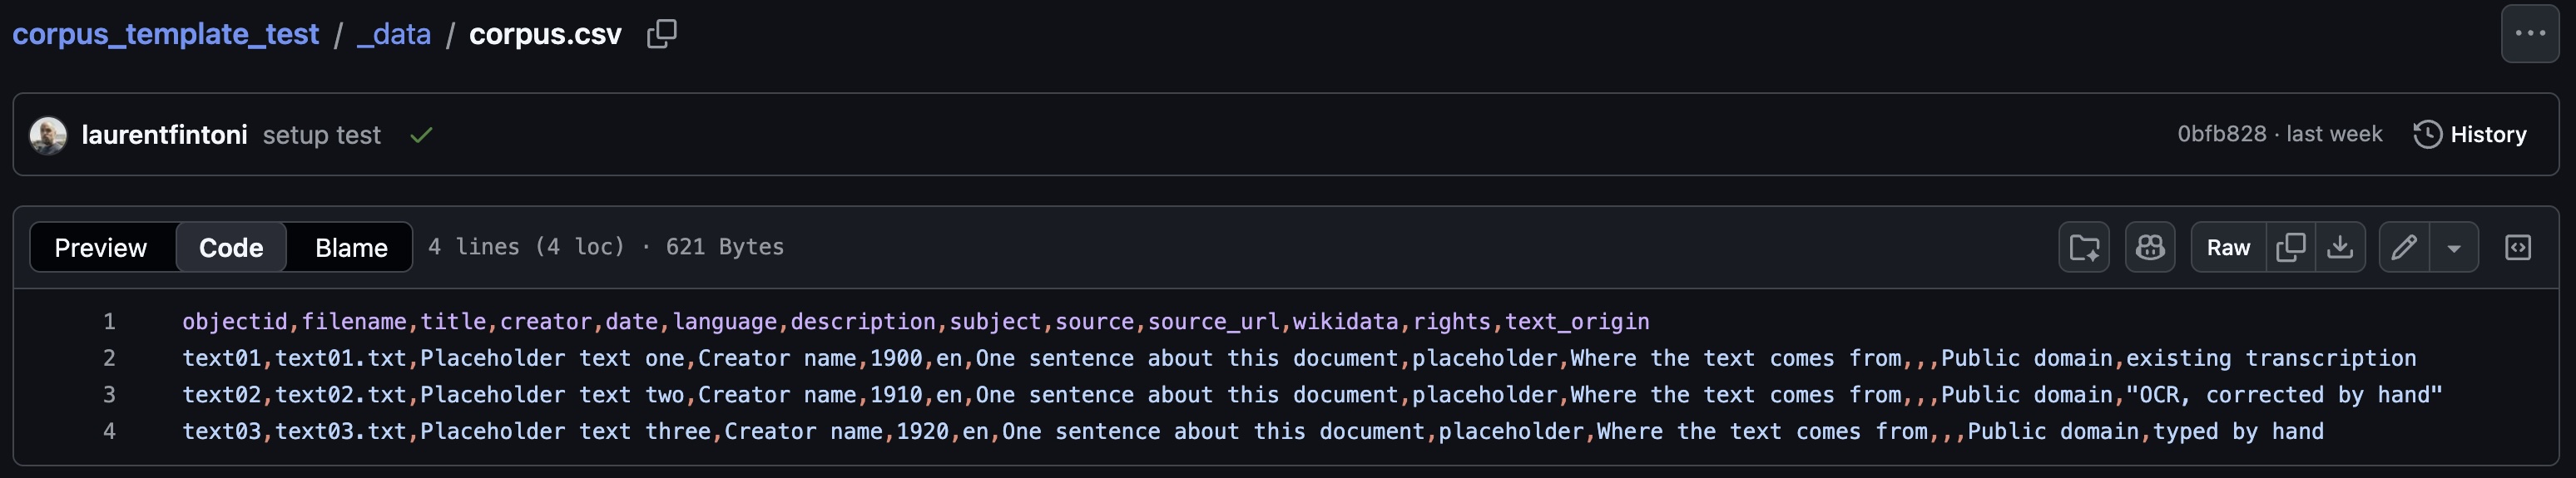 corpus_template_test / _data / corpus.csv
laurentfintoni setup test
0bfb828 · last week History
Preview Code Blame 4 lines (4 loc) · 621 Bytes Raw
1 objectid,filename,title,creator,date,language,description,subject,source,source_url,wikidata,rights,text_origin
2 text01,text01.txt,Placeholder text one,Creator name,1900,en,One sentence about this document,placeholder,Where the text comes from,,,Public domain,existing transcription
3 text02,text02.txt,Placeholder text two,Creator name,1910,en,One sentence about this document,placeholder,Where the text comes from,,,Public domain,"OCR, corrected by hand"
4 text03,text03.txt,Placeholder text three,Creator name,1920,en,One sentence about this document,placeholder,Where the text comes from,,,Public domain,typed by hand